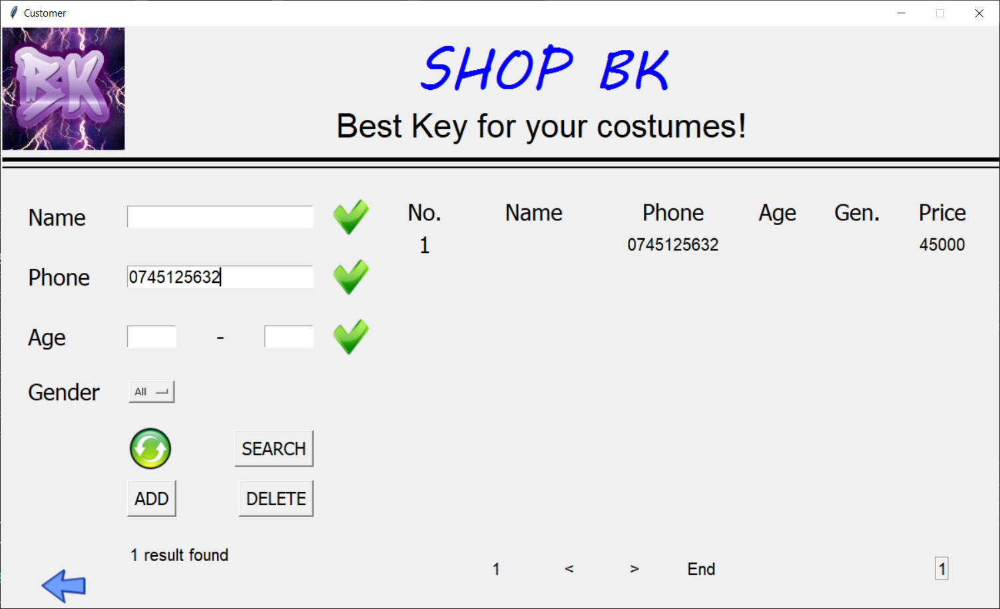 Customer
BK
SHOP BK
Best Key for your costumes!
Name
Phone
0745125632
Age
-
Gender
All
SEARCH
ADD
DELETE
1 result found
No. Name Phone Age Gen. Price
1 0745125632 45000
1 < > End 1